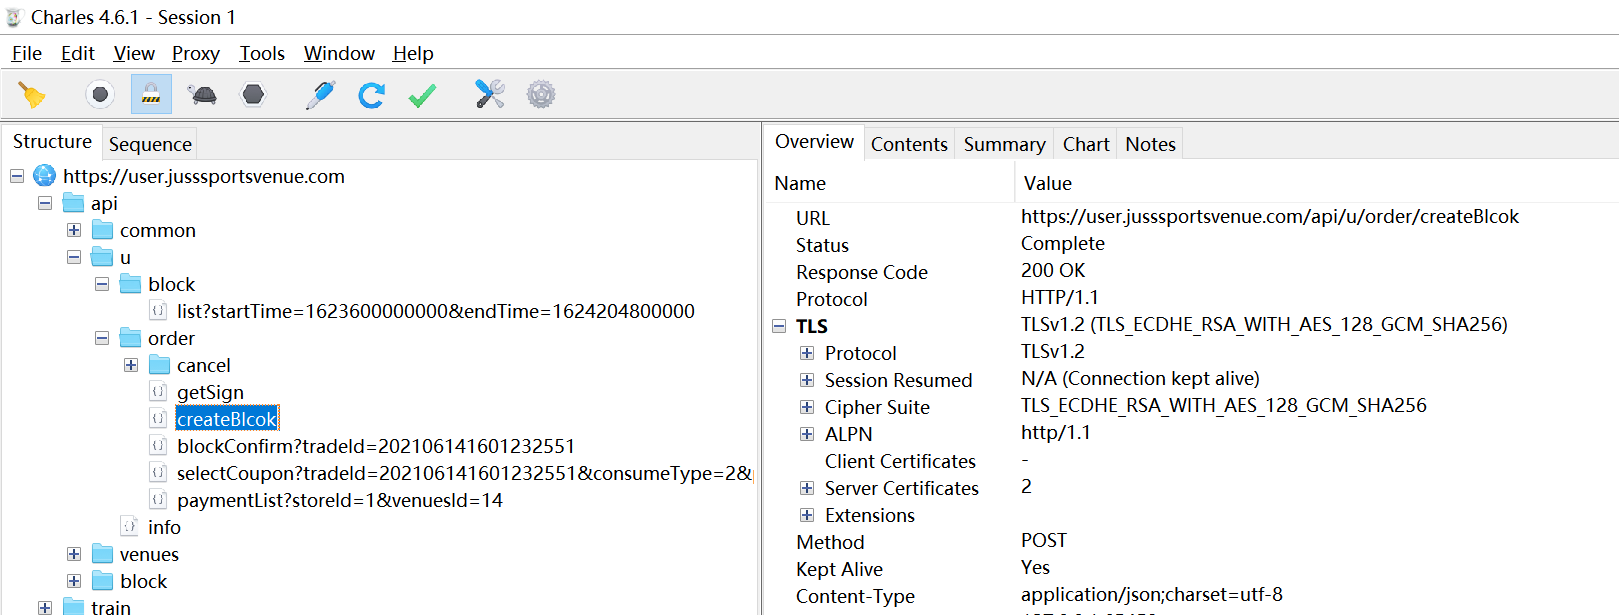 Charles 4.6.1 - Session 1
File Edit View Proxy Tools Window Help
Structure Sequence
https://user.jusssportsvenue.com
api
common
u
block
list?startTime=1623600000000&endTime=1624204800000
order
cancel
getSign
createBlcok
blockConfirm?tradeId=202106141601232551
selectCoupon?tradeId=202106141601232551&consumeType=2&
paymentList?storeId=1&venuesId=14
info
venues
block
train
Overview Contents Summary Chart Notes
Name Value
URL https://user.jusssportsvenue.com/api/u/order/createBlcok
Status Complete
Response Code 200 OK
Protocol HTTP/1.1
TLS TLSv1.2 (TLS_ECDHE_RSA_WITH_AES_128_GCM_SHA256)
Protocol TLSv1.2
Session Resumed N/A (Connection kept alive)
Cipher Suite TLS_ECDHE_RSA_WITH_AES_128_GCM_SHA256
ALPN http/1.1
Client Certificates -
Server Certificates 2
Extensions
Method POST
Kept Alive Yes
Content-Type application/json;charset=utf-8